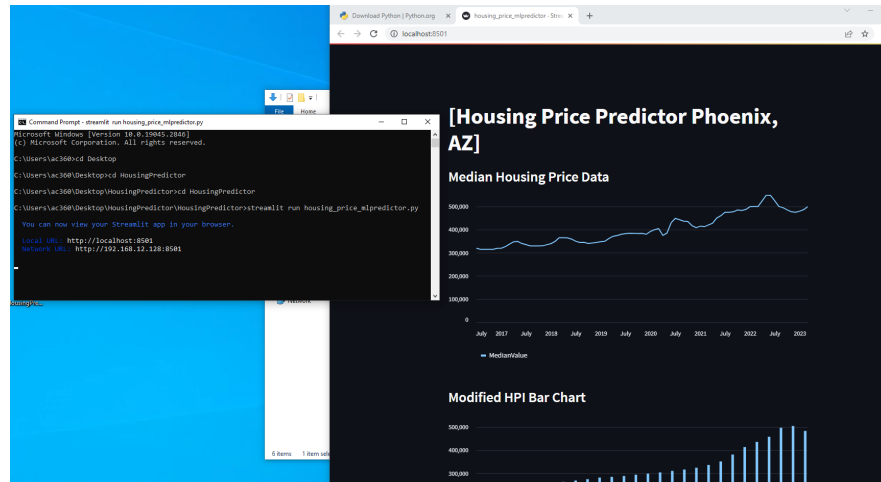 Download Python | Python.org
housing_price_mlpredictor · Stre
localhost:8501
File Home
Command Prompt - streamlit run housing_price_mlpredictor.py
Microsoft Windows [Version 10.0.19045.2846]
(c) Microsoft Corporation. All rights reserved.
C:\Users\ac360>cd Desktop
C:\Users\ac360\Desktop>cd HousingPredictor
C:\Users\ac360\Desktop\HousingPredictor>cd HousingPredictor
C:\Users\ac360\Desktop\HousingPredictor\HousingPredictor>streamlit run housing_price_mlpredictor.py
You can now view your Streamlit app in your browser.
Local URL: http://localhost:8501
Network URL: http://192.168.12.128:8501
Network
6 items 1 item sele
[Housing Price Predictor Phoenix,
AZ]
Median Housing Price Data
500,000
400,000
300,000
200,000
100,000
0
July 2017 July 2018 July 2019 July 2020 July 2021 July 2022 July 2023
MedianValue
Modified HPI Bar Chart
500,000
400,000
300,000